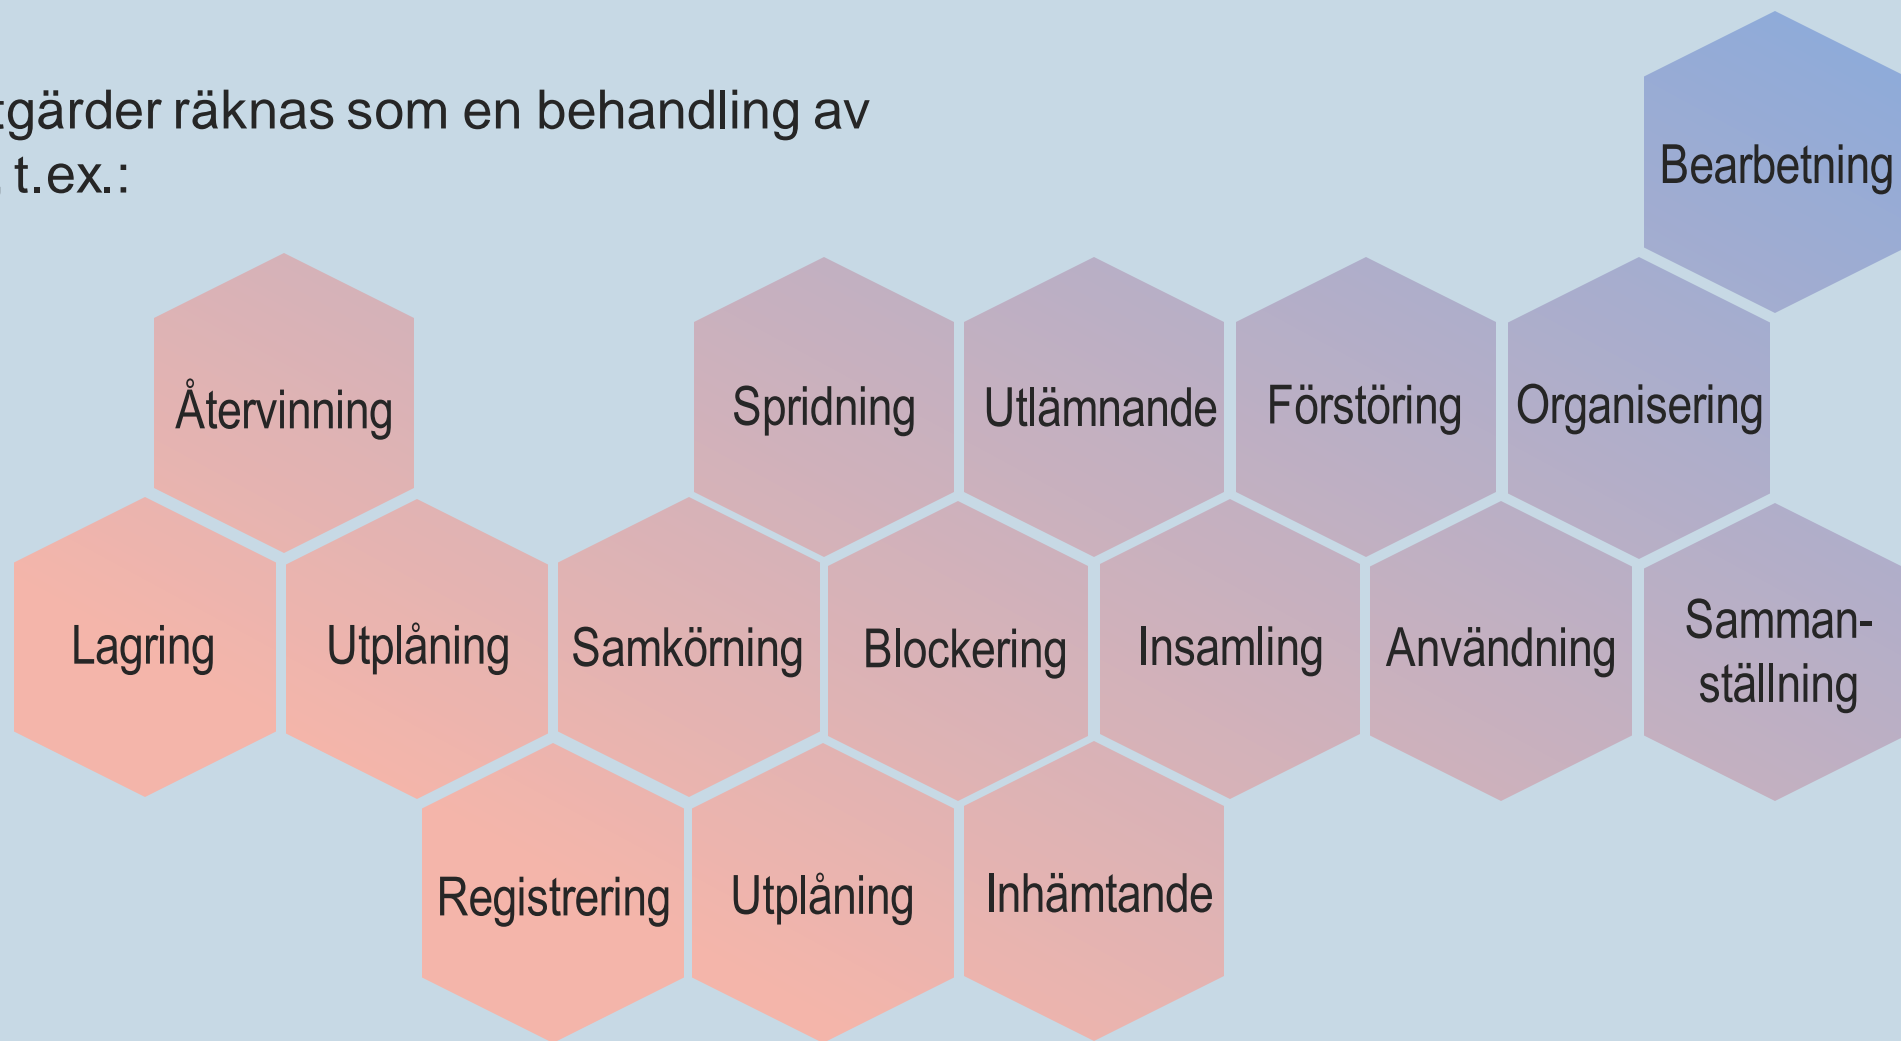 tgärder räknas som en behandling av
t.ex.:
Bearbetning
Återvinning
Spridning
Utlämnande
Förstöring
Organisering
Lagring
Utplåning
Samkörning
Blockering
Insamling
Användning
Samman-
ställning
Registrering
Utplåning
Inhämtande